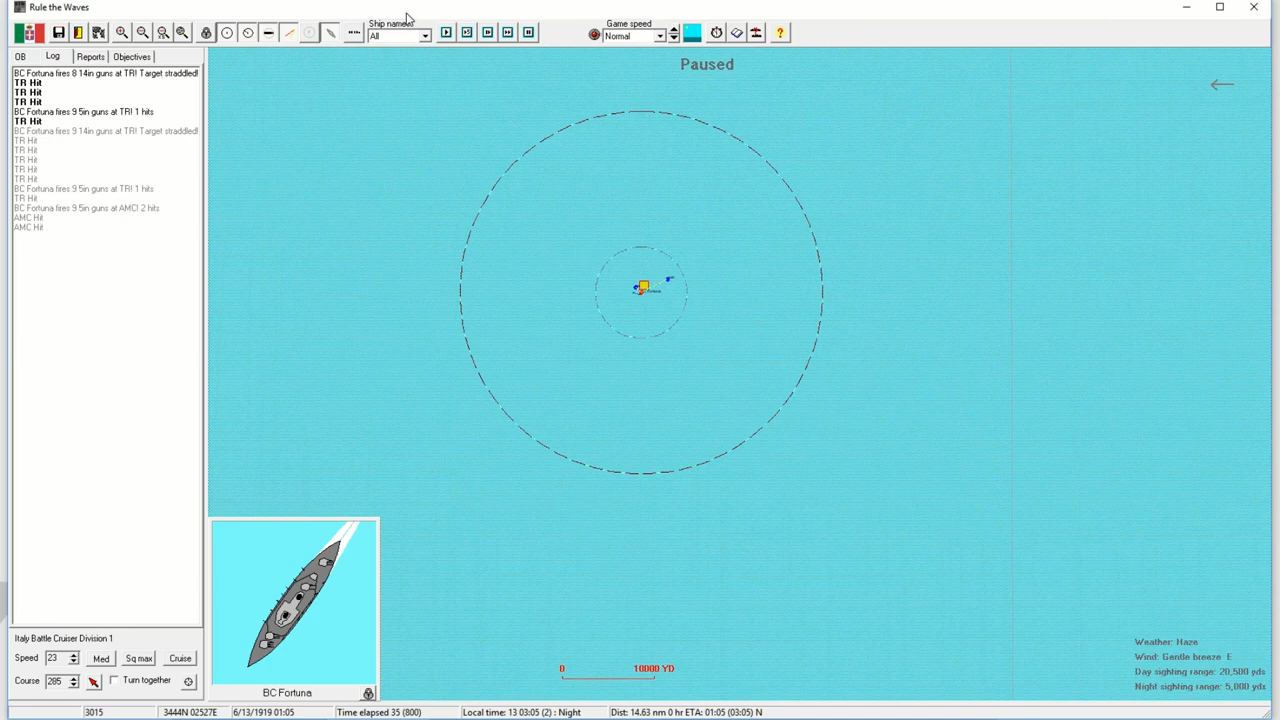 Rule the Waves
Ship names
All
Game speed
Normal
OB Log Reports Objectives
BC Fortuna fires 8 14in guns at TR! Target straddled!
TR Hit
TR Hit
TR Hit
BC Fortuna fires 9 5in guns at TR! 1 hits
TR Hit
BC Fortuna fires 9 14in guns at TR! Target straddled!
TR Hit
TR Hit
TR Hit
TR Hit
TR Hit
BC Fortuna fires 9 5in guns at TR! 1 hits
TR Hit
BC Fortuna fires 9 5in guns at AMC! 2 hits
AMC Hit
AMC Hit
Paused
Italy Battle Cruiser Division 1
Speed 23 Med Sq max Cruise
Course 285 Turn together
BC Fortuna
0 10000 YD
Weather: Haze
Wind: Gentle breeze E
Day sighting range: 20,500 yds
Night sighting range: 5,000 yds
3015 3444N 02527E 6/13/1919 01:05 Time elapsed 35 (800) Local time: 13 03:05 (2) : Night Dist: 14.63 nm 0 hr ETA: 01:05 (03:05) N